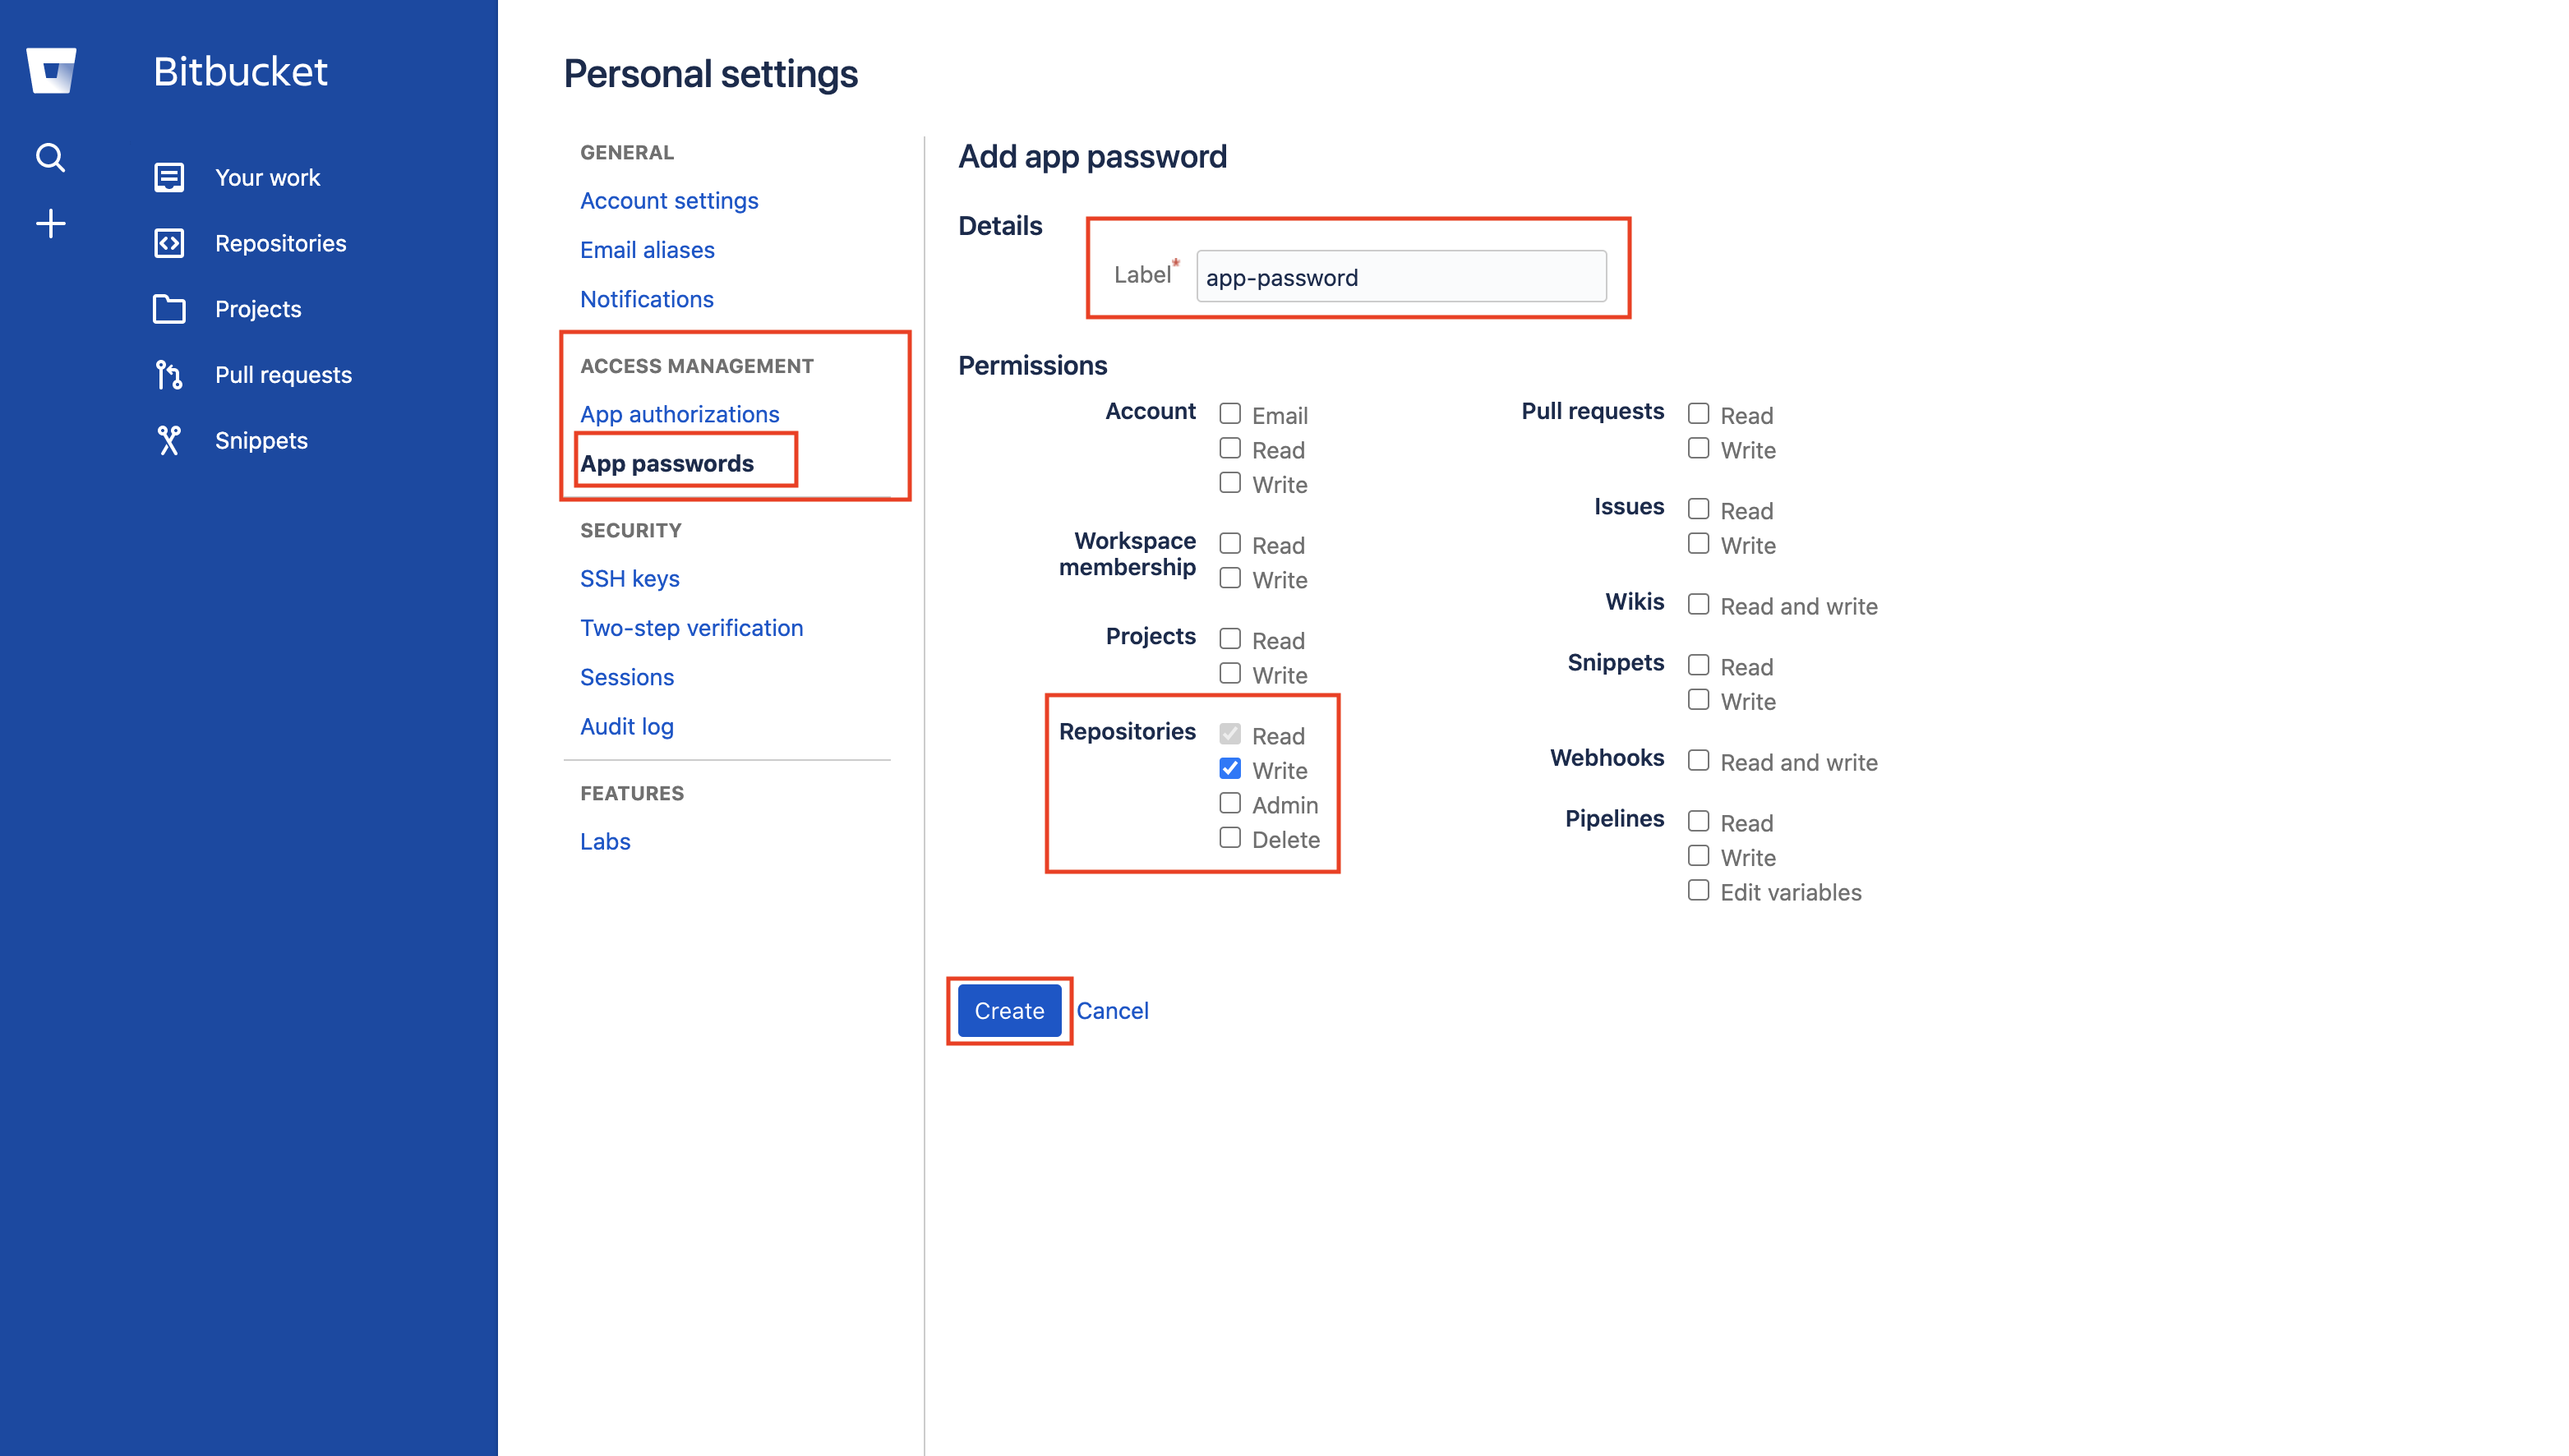 Bitbucket
Your work
Repositories
Projects
Pull requests
Snippets
Personal settings
GENERAL
Account settings
Email aliases
Notifications
ACCESS MANAGEMENT
App authorizations
App passwords
SECURITY
SSH keys
Two-step verification
Sessions
Audit log
FEATURES
Labs
Add app password
Details
Label* app-password
Permissions
Account
Email
Read
Write
Workspace
membership
Read
Write
Projects
Read
Write
Repositories
Read
Write
Admin
Delete
Pull requests
Read
Write
Issues
Read
Write
Wikis
Read and write
Snippets
Read
Write
Webhooks
Read and write
Pipelines
Read
Write
Edit variables
Create Cancel